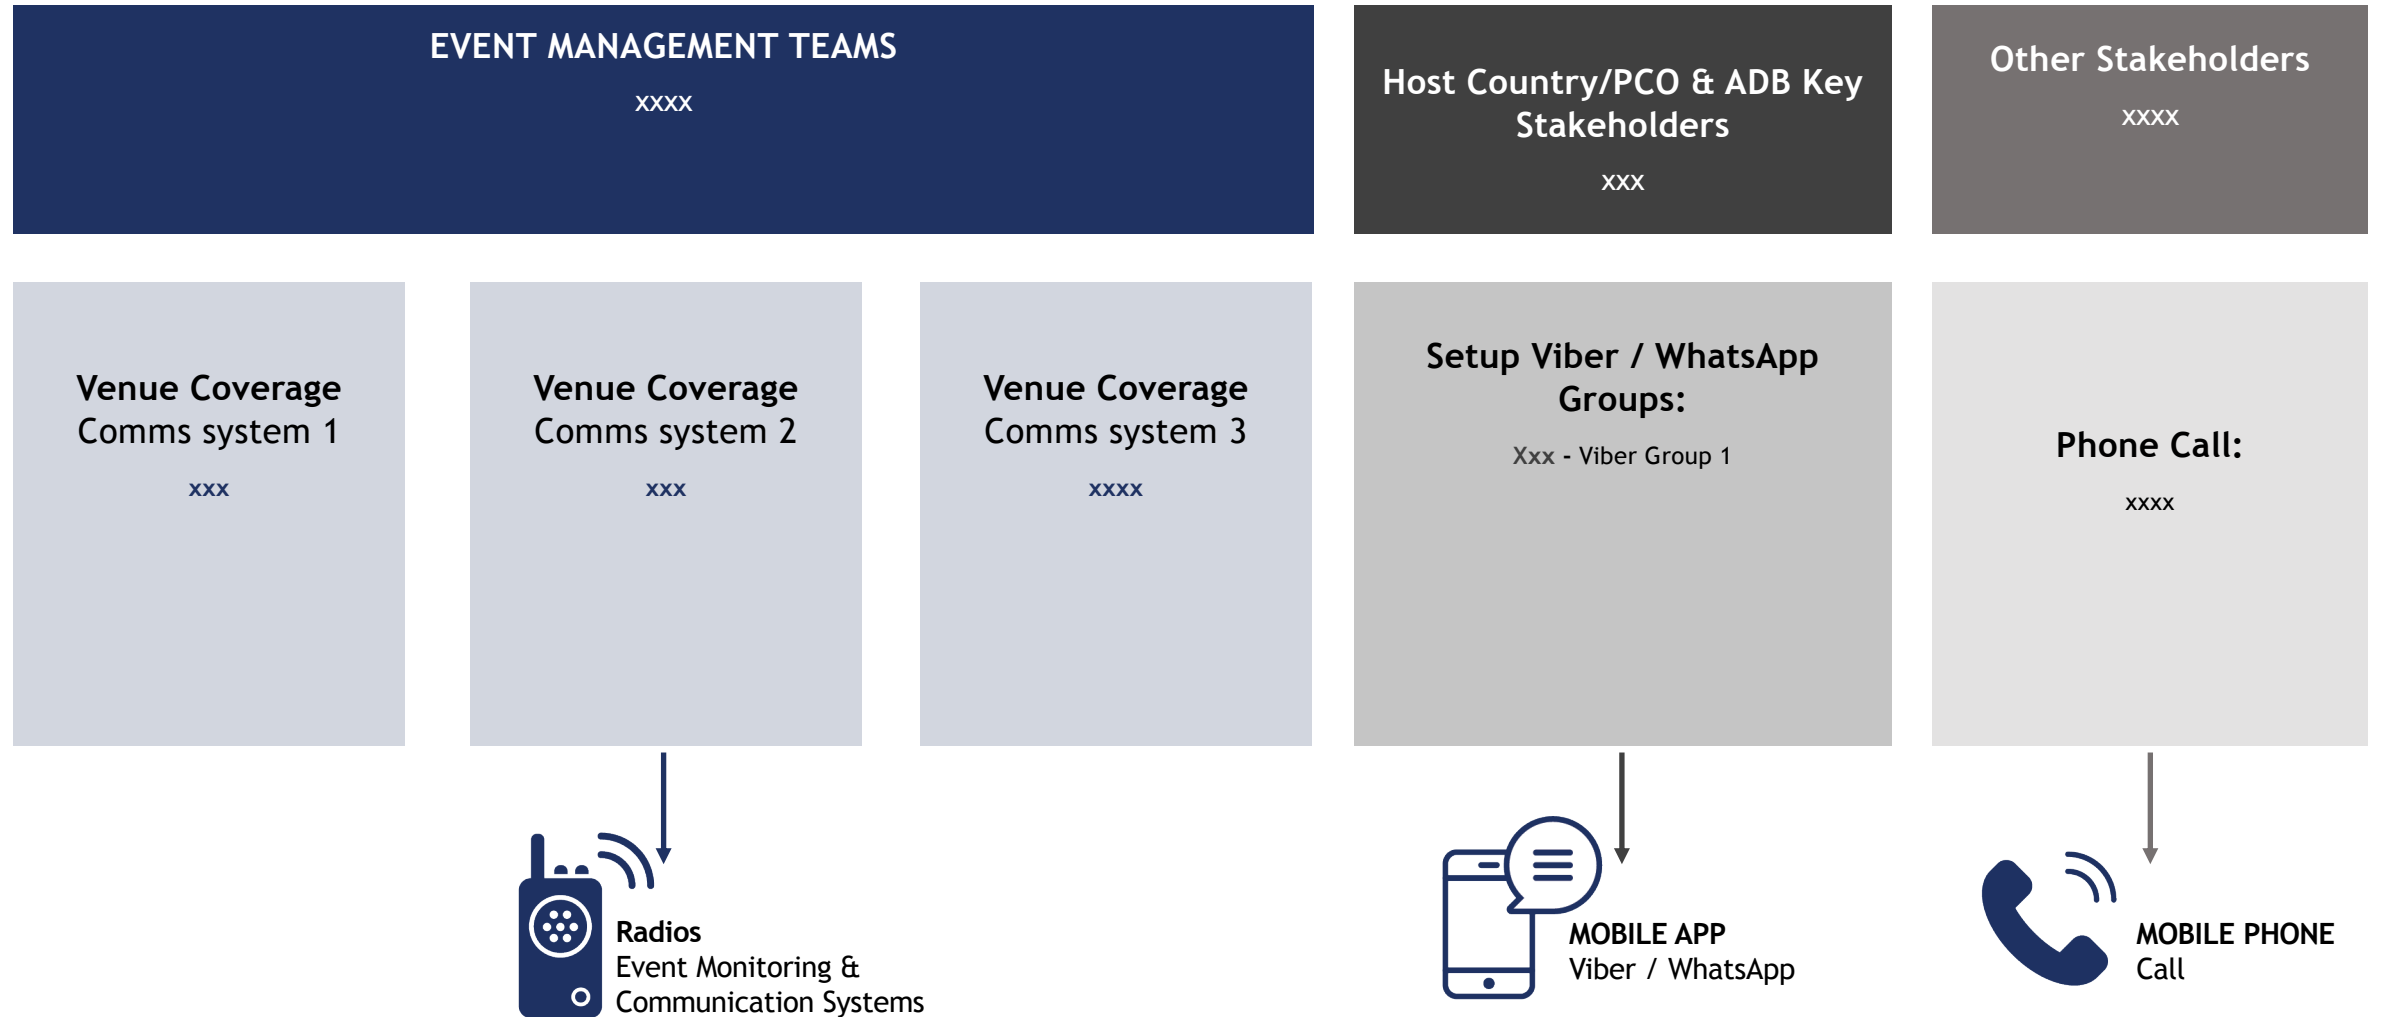 EVENT MANAGEMENT TEAMS
xxxx
Host Country/PCO & ADB Key
Stakeholders
xxx
Other Stakeholders
xxxx
Venue Coverage
Comms system 1
xxx
Venue Coverage
Comms system 2
xxx
Venue Coverage
Comms system 3
xxxx
Setup Viber / WhatsApp
Groups:
Xxx - Viber Group 1
Phone Call:
xxxx
Radios
Event Monitoring &
Communication Systems
MOBILE APP
Viber / WhatsApp
MOBILE PHONE
Call